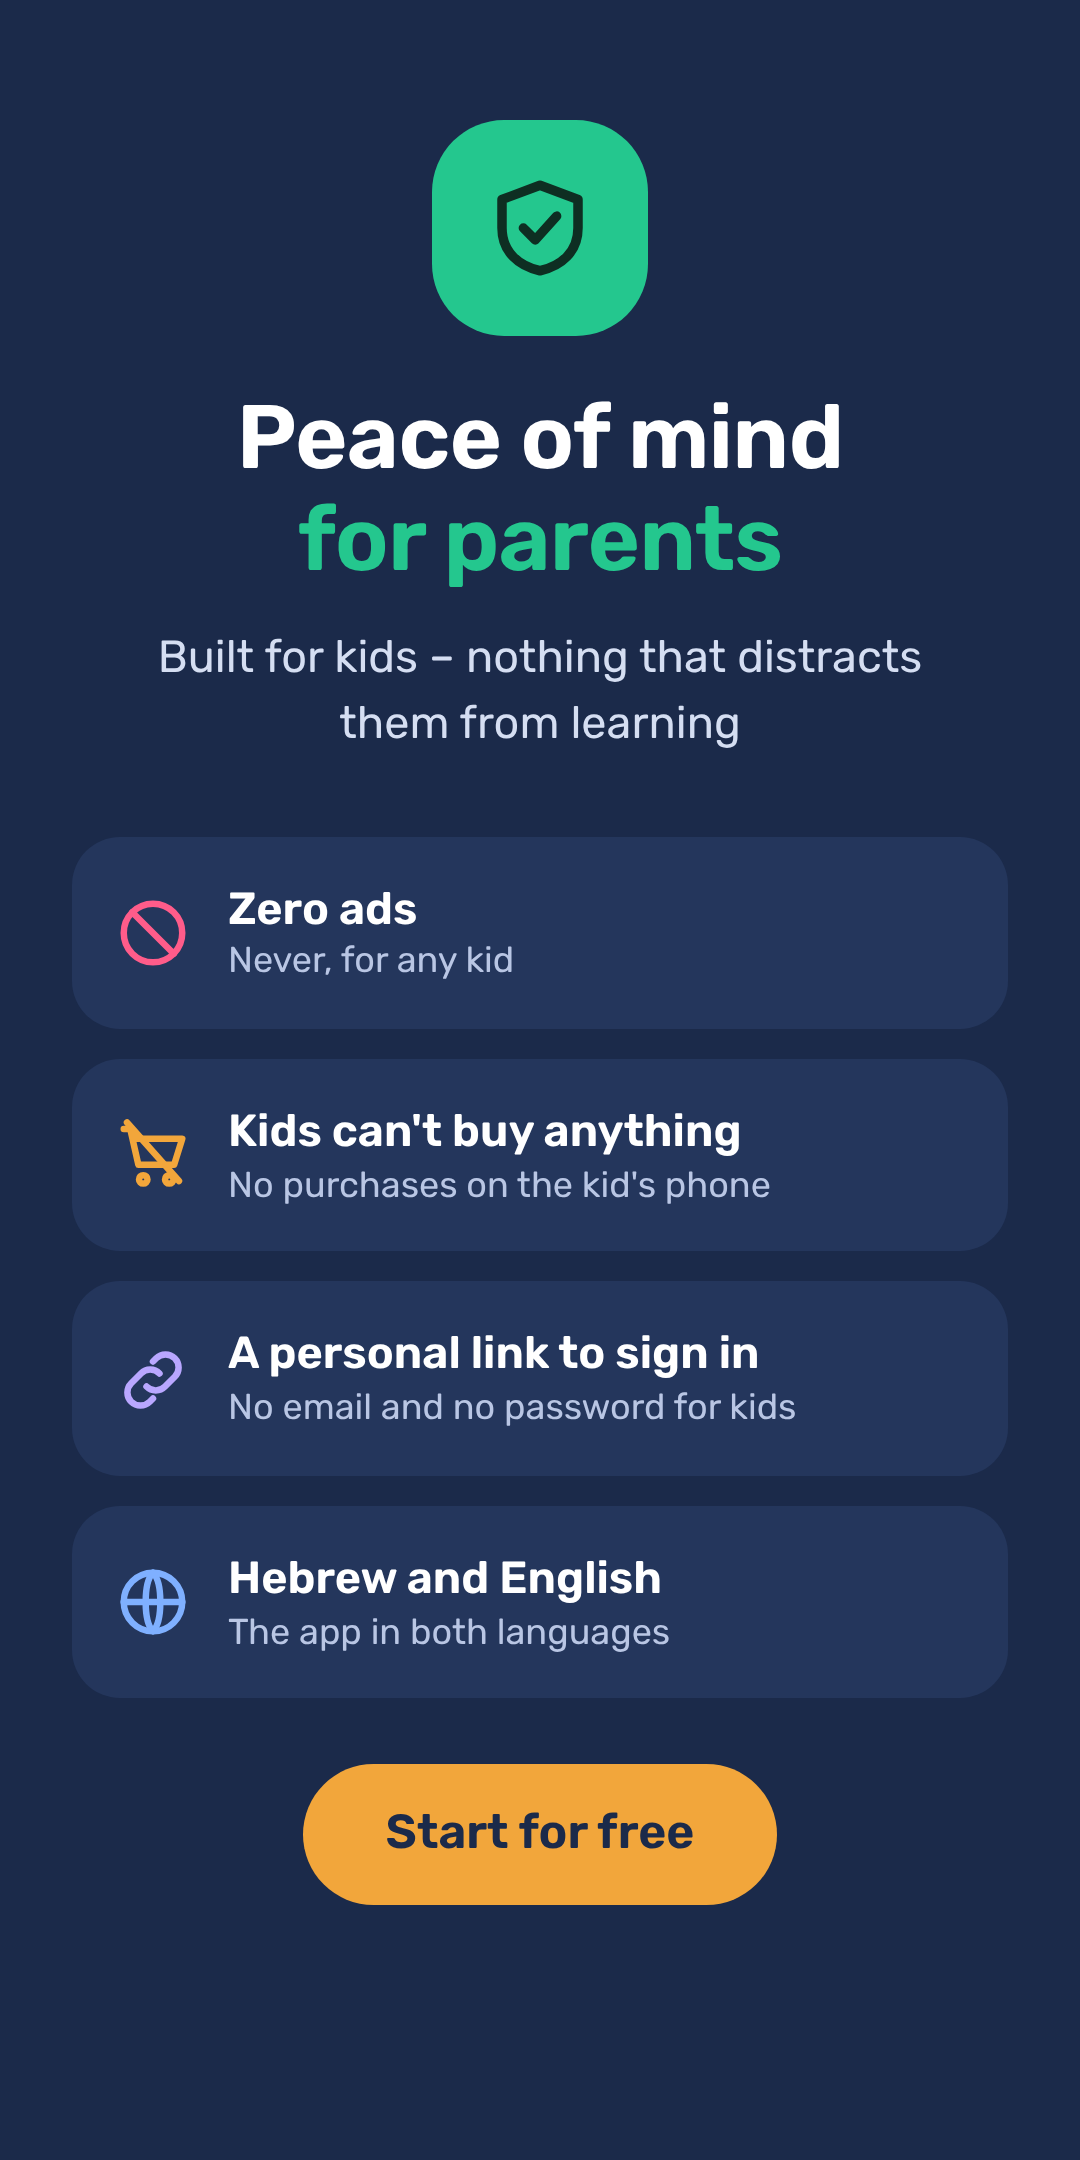 Peace of mind
for parents
Built for kids – nothing that distracts
them from learning
Zero ads
Never, for any kid
Kids can't buy anything
No purchases on the kid's phone
A personal link to sign in
No email and no password for kids
Hebrew and English
The app in both languages
Start for free